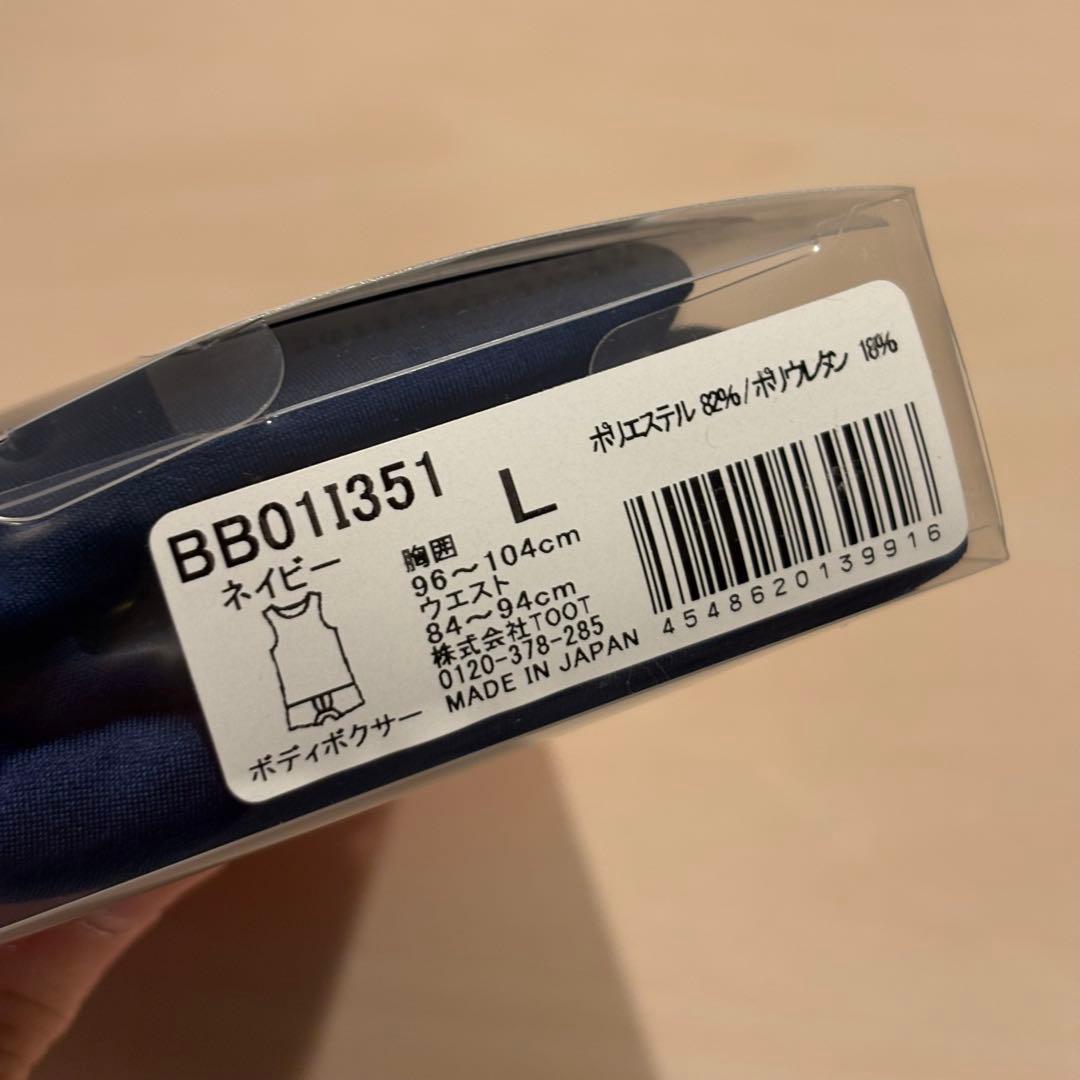 BB01I351
ネイビー
ボディボクサー
L
胸囲
96～104cm
ウエスト
84～94cm
株式会社TOOT
0120-378-285
MADE IN JAPAN
ポリエステル 82%/ポリウレタン 18%
4548620139916